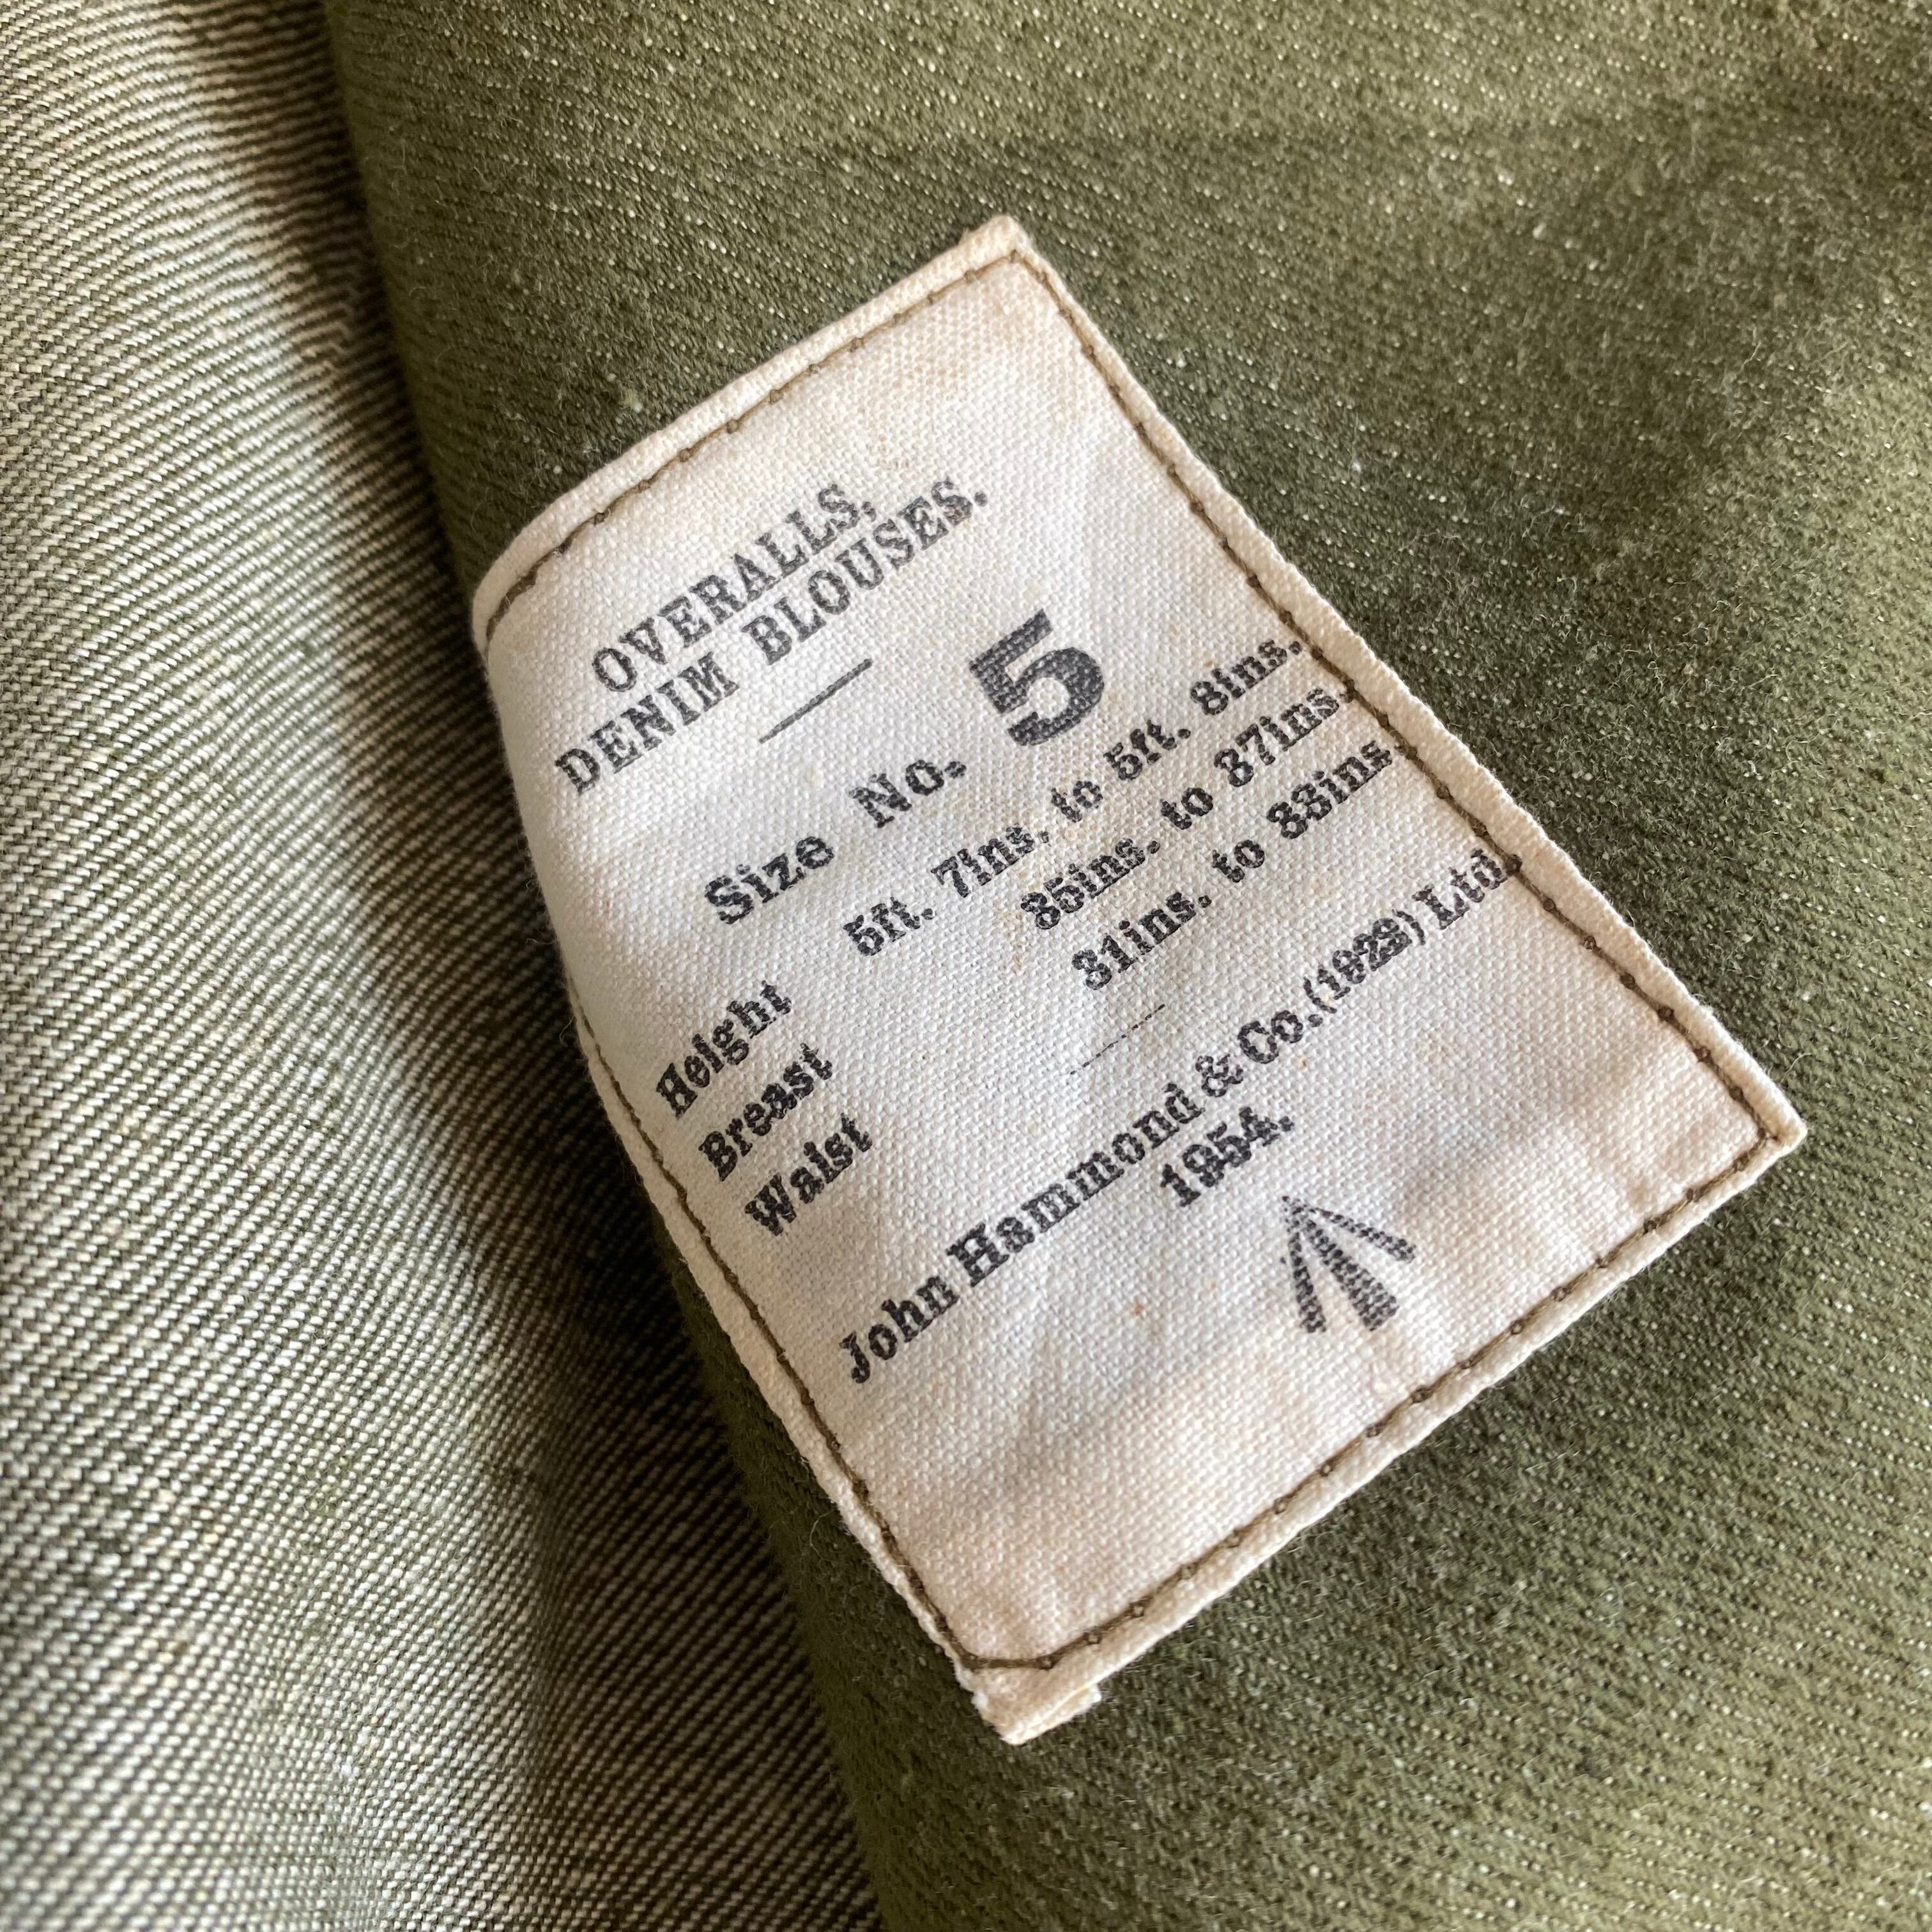 OVERALLS,
DENIM BLOUSES.
Size No. 5
Height 5ft. 7ins. to 5ft. 8ins.
Breast 35ins. to 37ins.
Waist 31ins. to 33ins.
John Hammond & Co. Ltd.
1954.